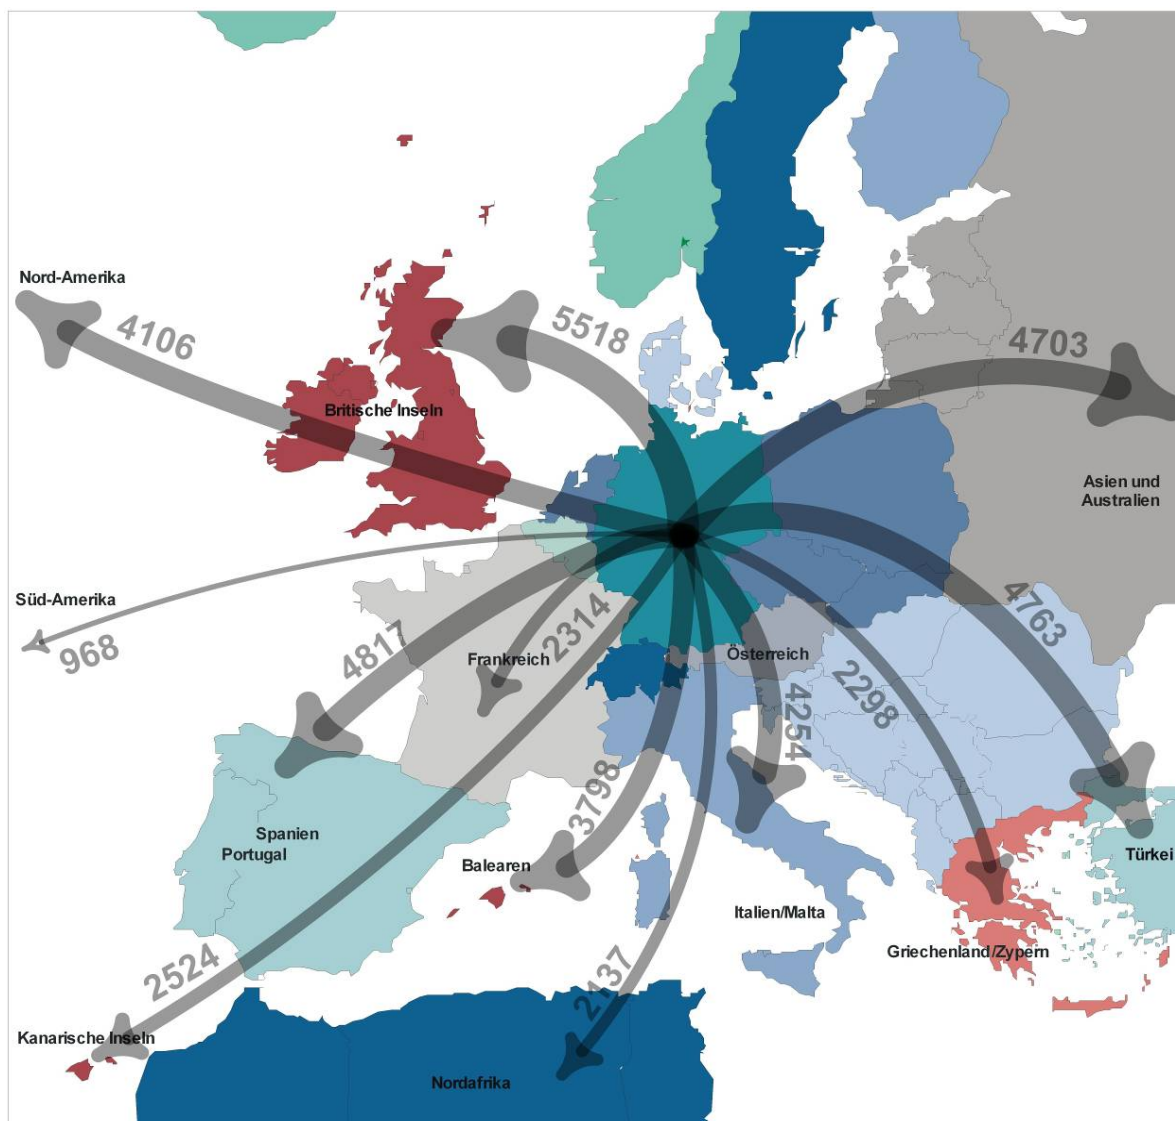 Nord-Amerika
4106
5518
4703
Britische Inseln
Asien und
Australien
Süd-Amerika
968
4817
2314
Frankreich
Österreich
4763
2298
4254
3798
Spanien
Portugal
Balearen
Türkei
Italien/Malta
Griechenland/Zypern
2524
2137
Kanarische Inseln
Nordafrika